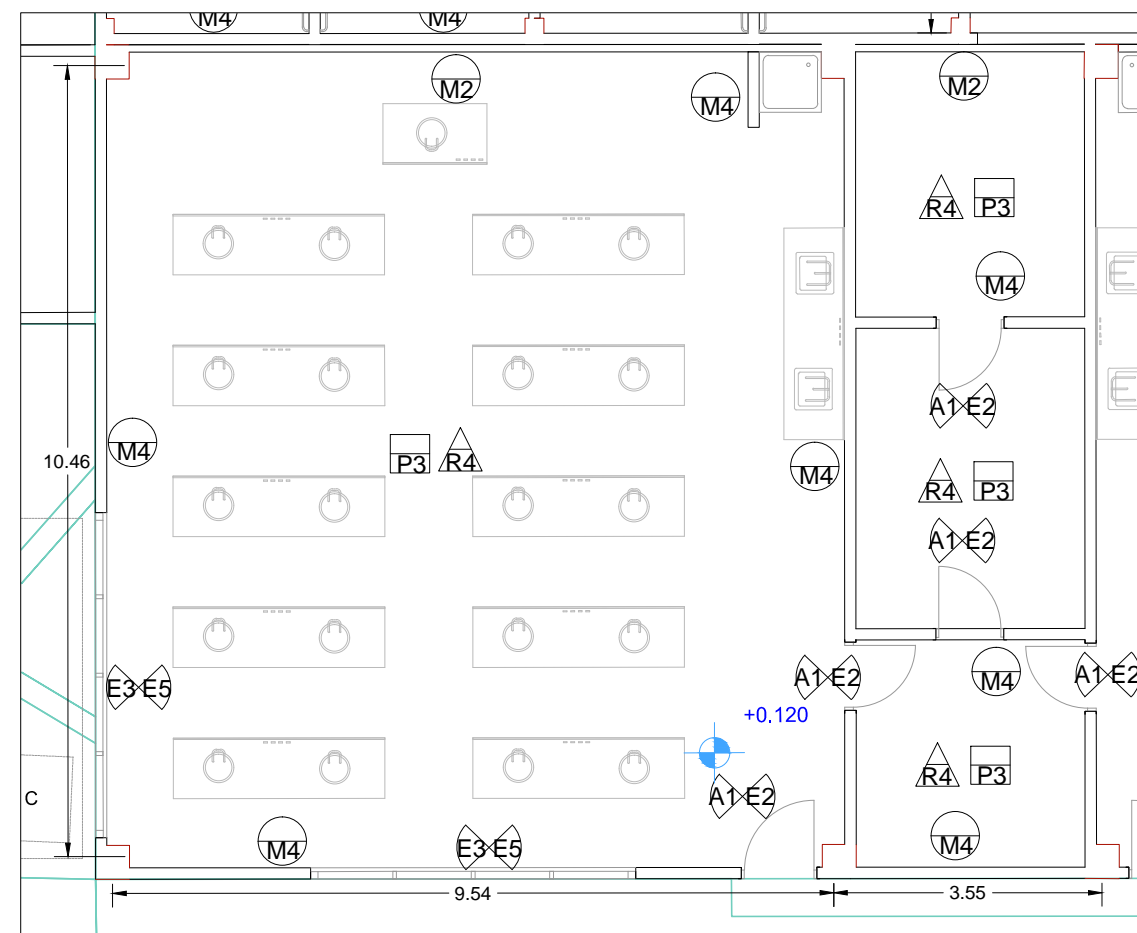 M4 M4
M2 M4 M2
R4 P3
M4
A1 E2
M4 P3 R4 M4
10.46
R4 P3
A1 E2
E3 E5 A1 E2 M4 A1 E2
+0.120
R4 P3
C A1 E2
M4 E3 E5 M4
9.54 3.55